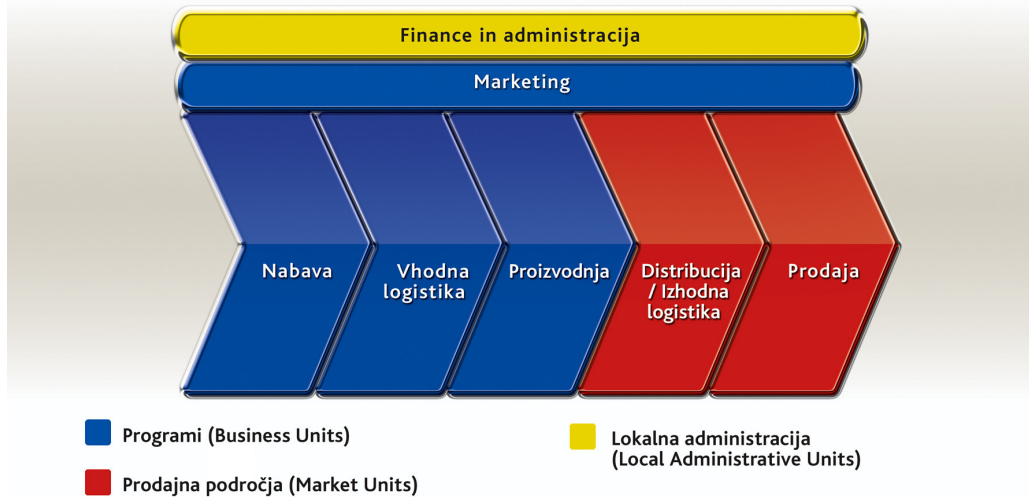 Finance in administracija
Marketing
Nabava
Vhodna
logistika
Proizvodnja
Distribucija
/ Izhodna
logistika
Prodaja
Programi (Business Units)
Prodajna področja (Market Units)
Lokalna administracija
(Local Administrative Units)